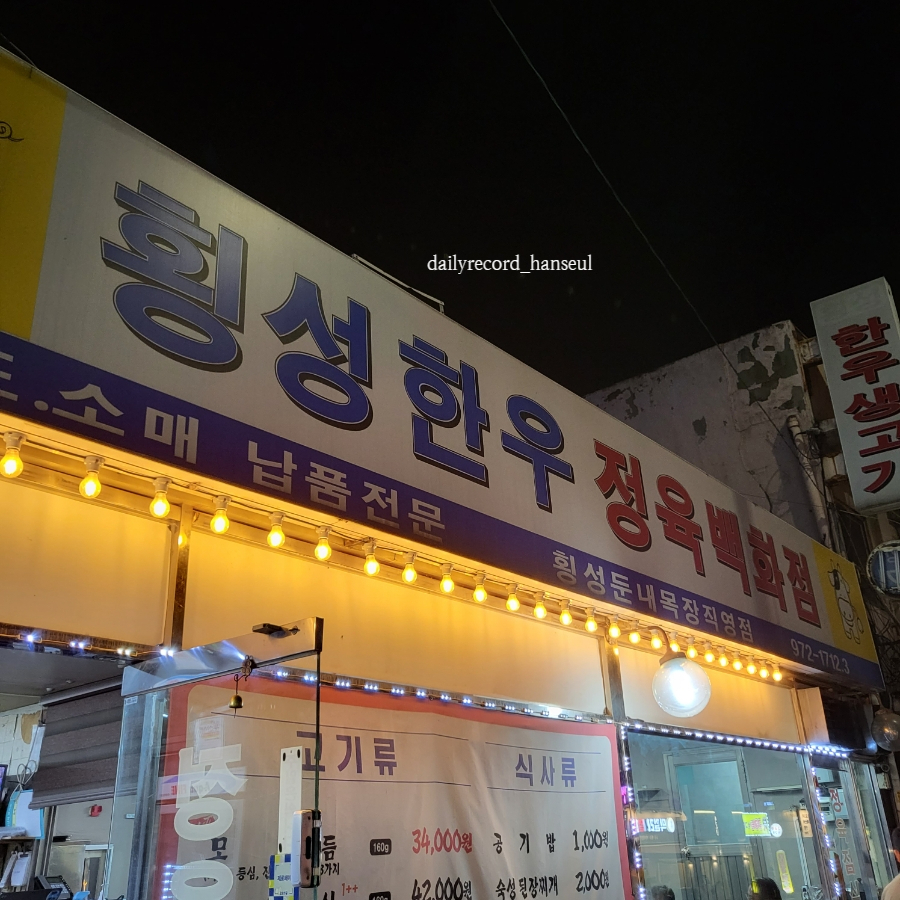 dailyrecord_hanseul
횡성한우 정육백화점
.소매 납품전문
횡성둔내목장직영점
972-1712.3
한우생고기
고기류
식사류
160g 34,000원
42,000원
1++
공기밥 1,000원
숙성된장찌개 2,000원